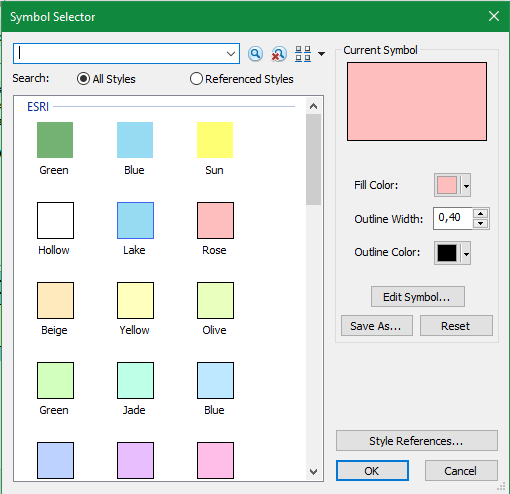 Symbol Selector
Search:
All Styles
Referenced Styles
ESRI
Green
Blue
Sun
Hollow
Lake
Rose
Beige
Yellow
Olive
Green
Jade
Blue
Current Symbol
Fill Color:
Outline Width:
0,40
Outline Color:
Edit Symbol...
Save As...
Reset
Style References...
OK
Cancel